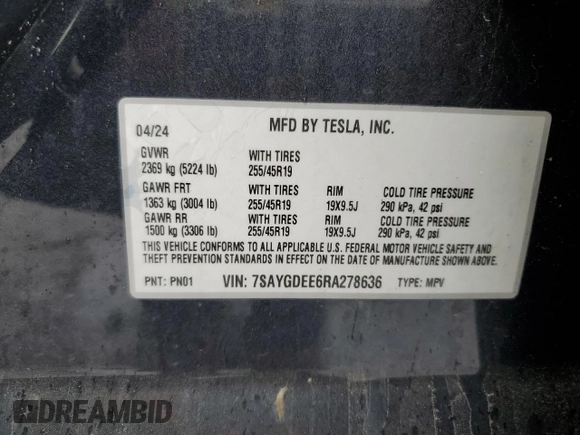 04/24 MFD BY TESLA, INC.
GVWR WITH TIRES
2369 kg (5224 lb) 255/45R19
GAWR FRT WITH TIRES RIM COLD TIRE PRESSURE
1363 kg (3004 lb) 255/45R19 19X9.5J 290 kPa, 42 psi
GAWR RR WITH TIRES RIM COLD TIRE PRESSURE
1500 kg (3306 lb) 255/45R19 19X9.5J 290 kPa, 42 psi
THIS VEHICLE CONFORMS TO ALL APPLICABLE U.S. FEDERAL MOTOR VEHICLE SAFETY AND
THEFT PREVENTION STANDARDS IN EFFECT ON THE DATE OF MANUFACTURE SHOWN ABOVE.
PNT: PN01 VIN: 7SAYGDEE6RA278636 TYPE: MPV
DREAMBID